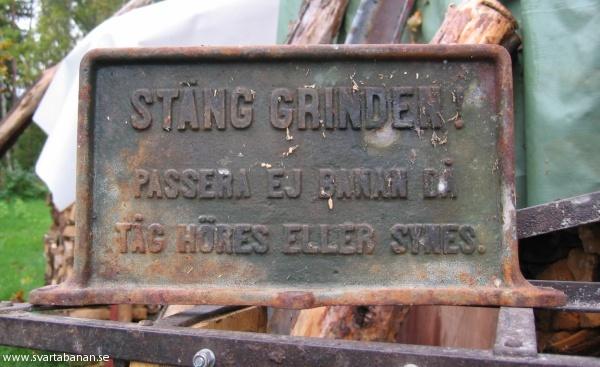 STÄNG GRINDEN.
PASSERA EJ BANAN DÅ
TÅG HÖRES ELLER SYNES.
www.svartabanan.se